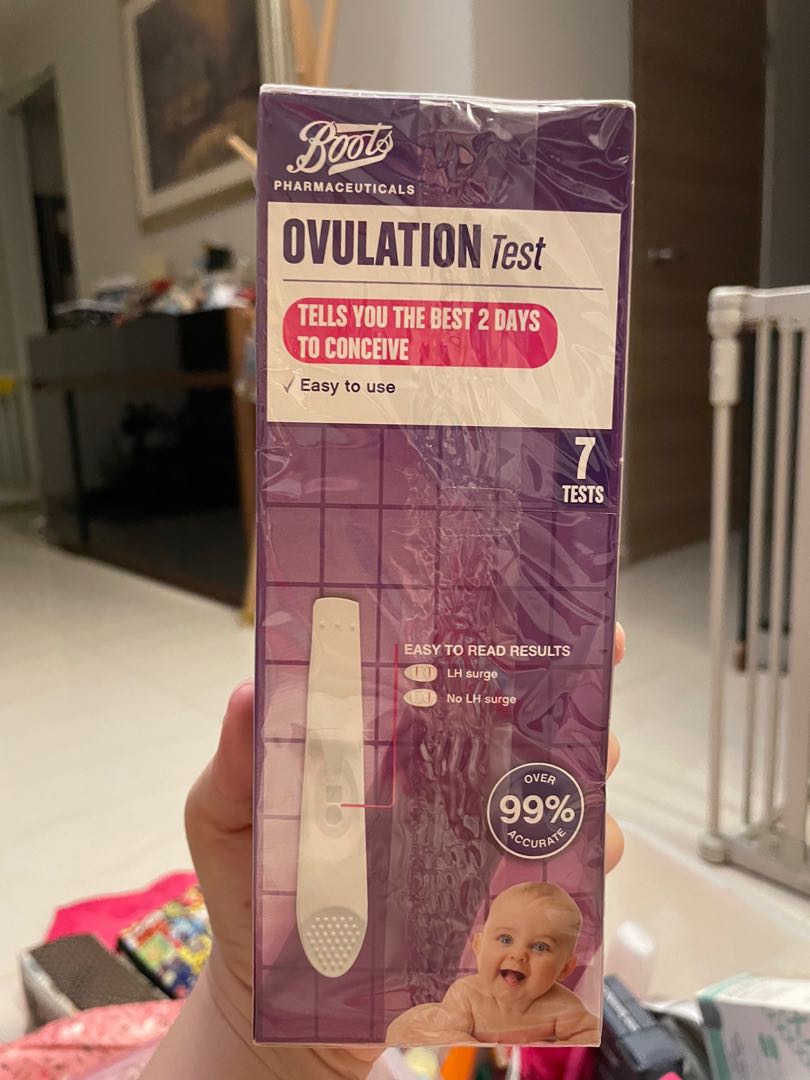 Boots
PHARMACEUTICALS
OVULATION Test
TELLS YOU THE BEST 2 DAYS
TO CONCEIVE
✓ Easy to use
7
TESTS
EASY TO READ RESULTS
LH surge
No LH surge
OVER
99%
ACCURATE